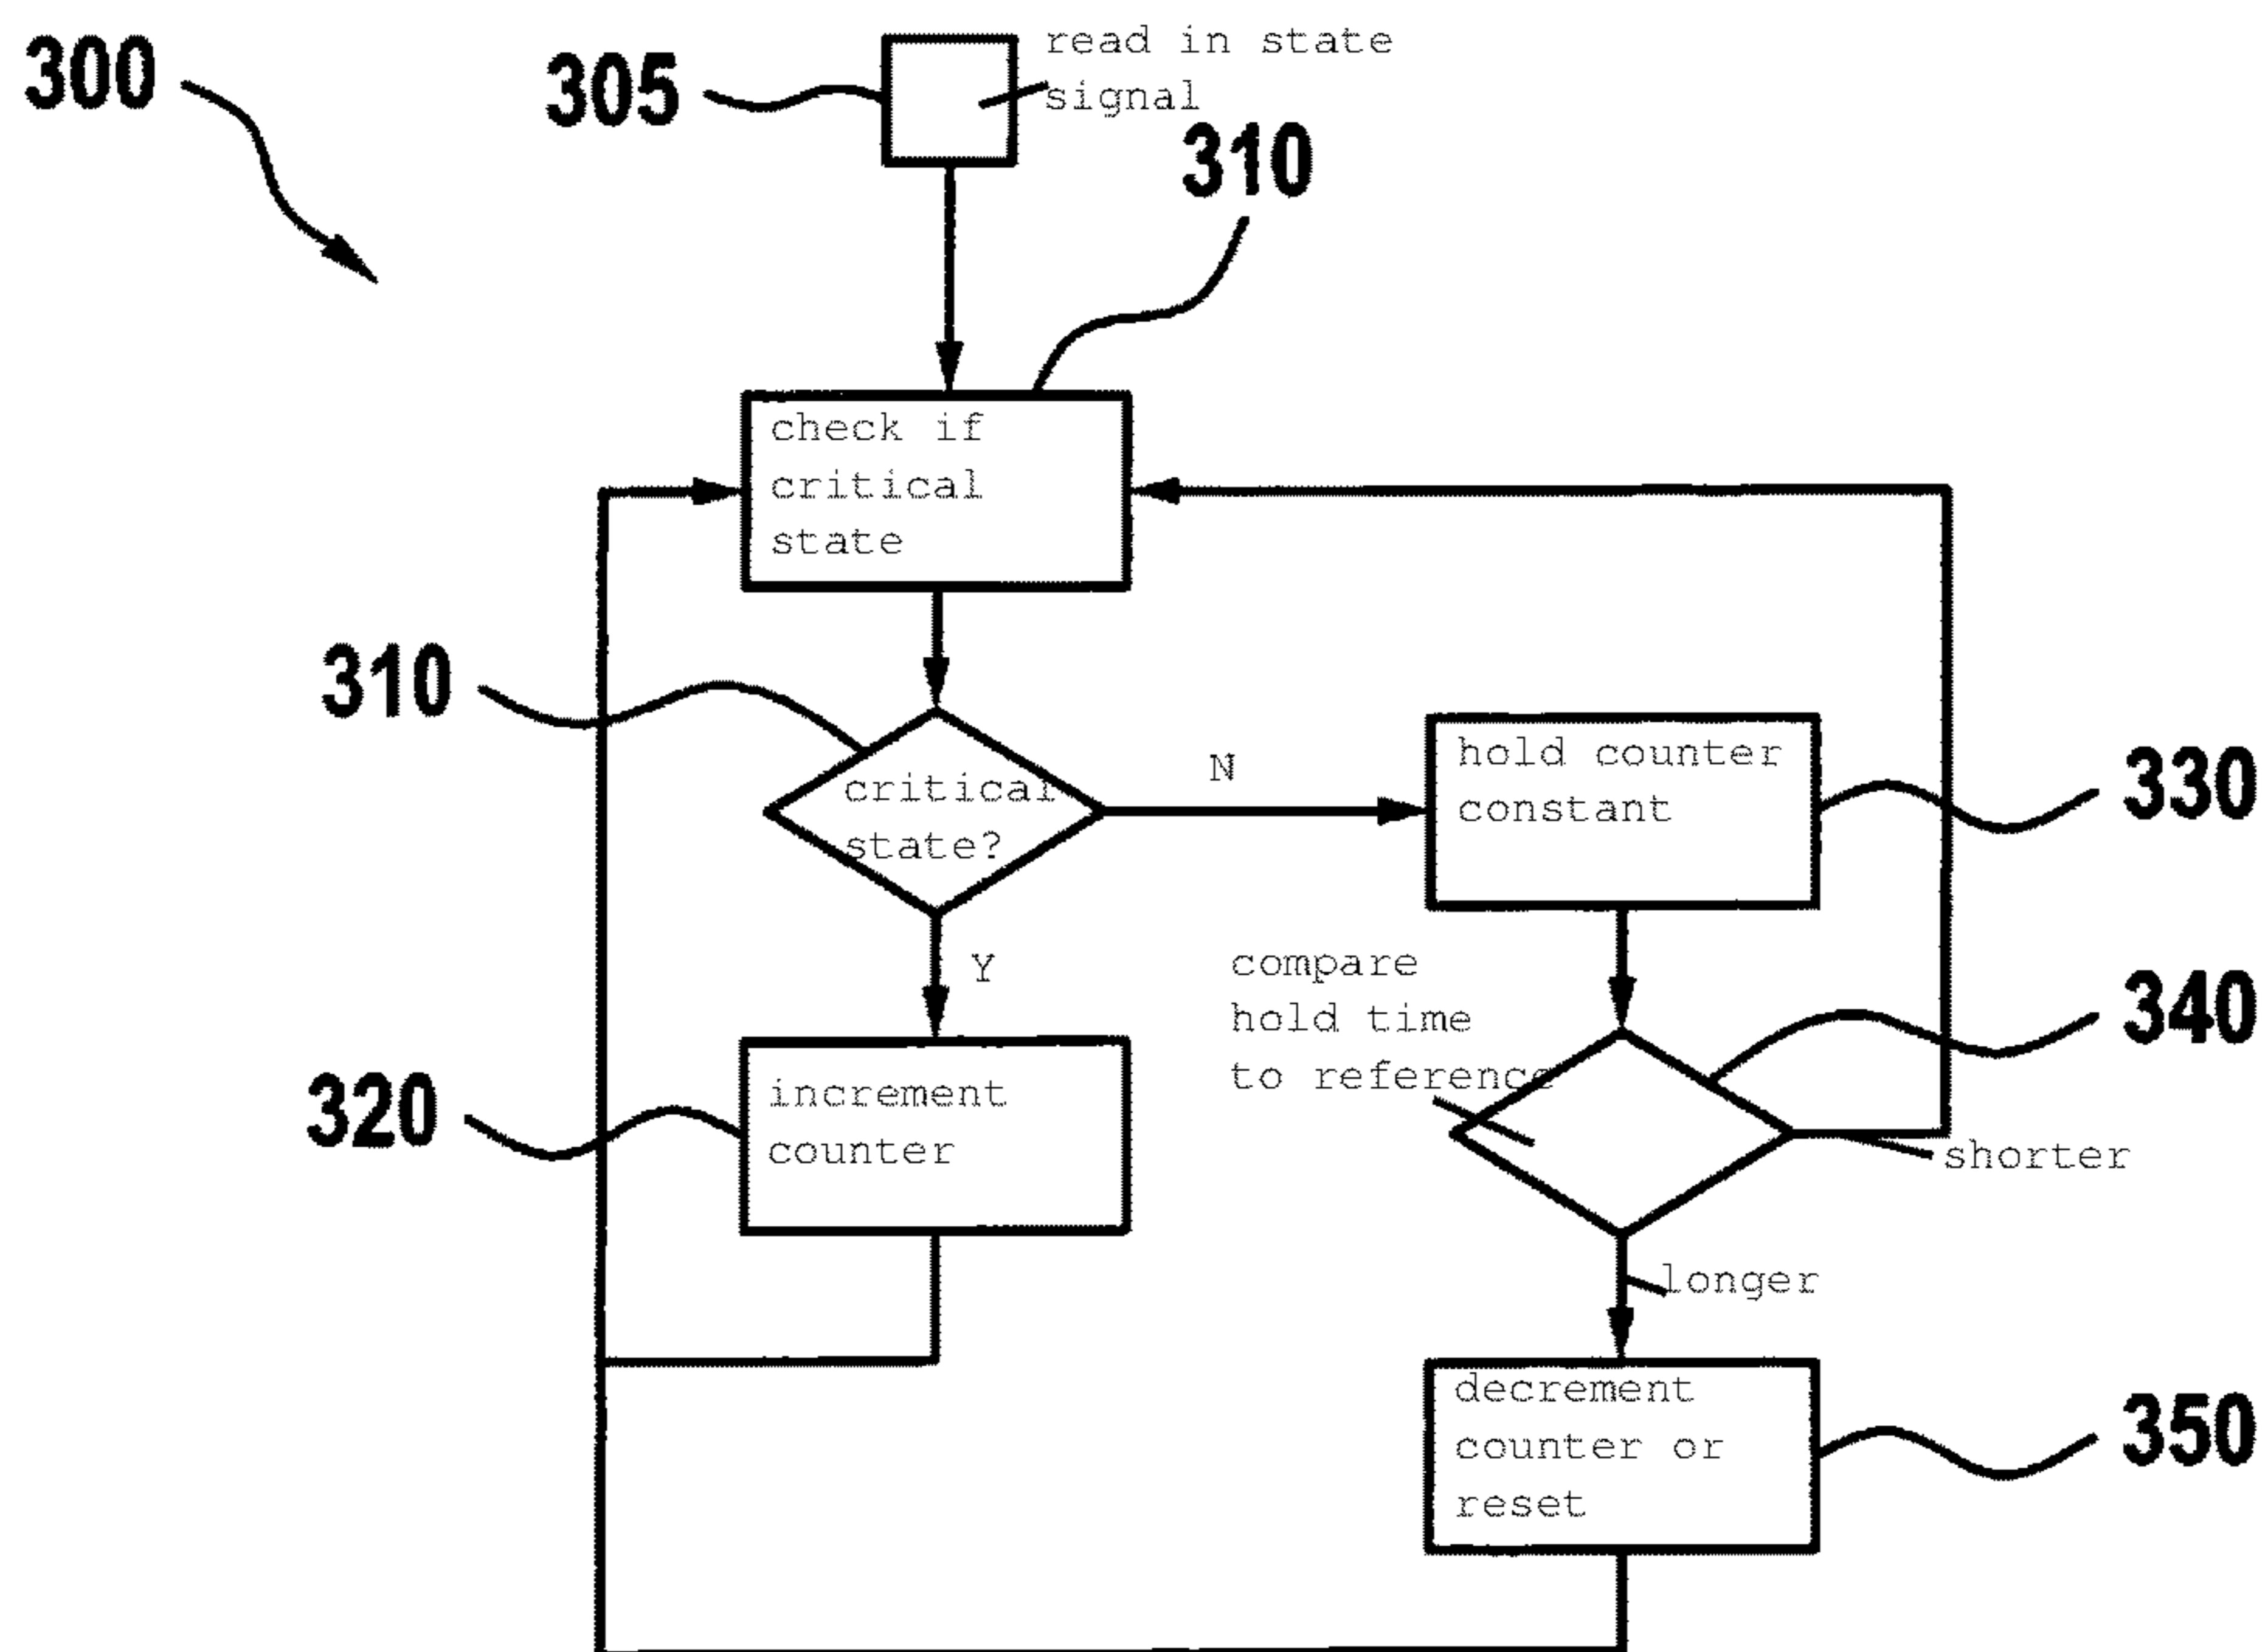 300
305
read in state
signal
310
check if
critical
state
310
critical
state?
N
hold counter
constant
330
Y
compare
hold time
to reference
340
320
increment
counter
shorter
longer
decrement
counter or
reset
350